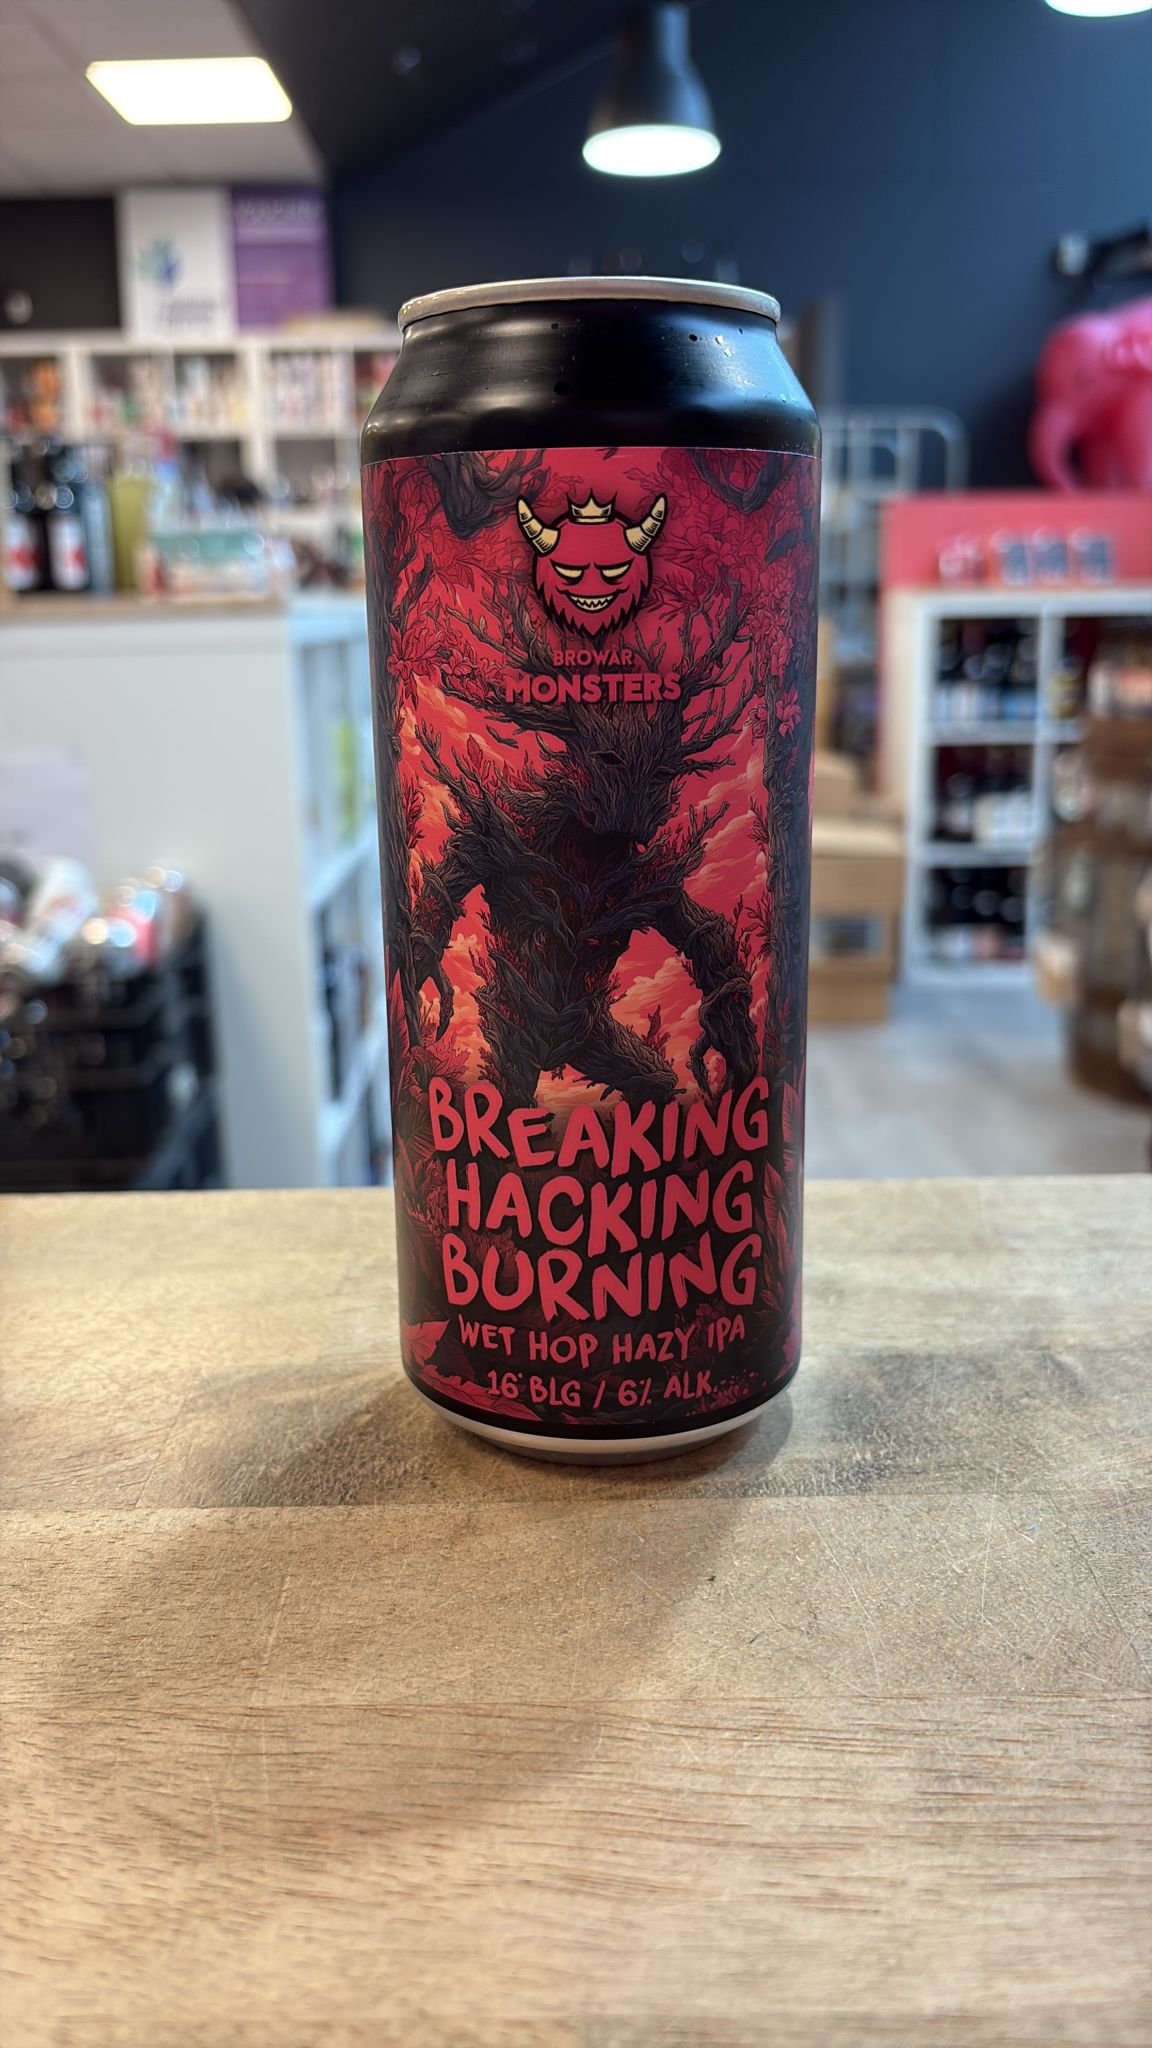 BROWAR
MONSTERS
BREAKING
HACKING
BURNING
WET HOP HAZY IPA
16° BLG / 6% ALK.